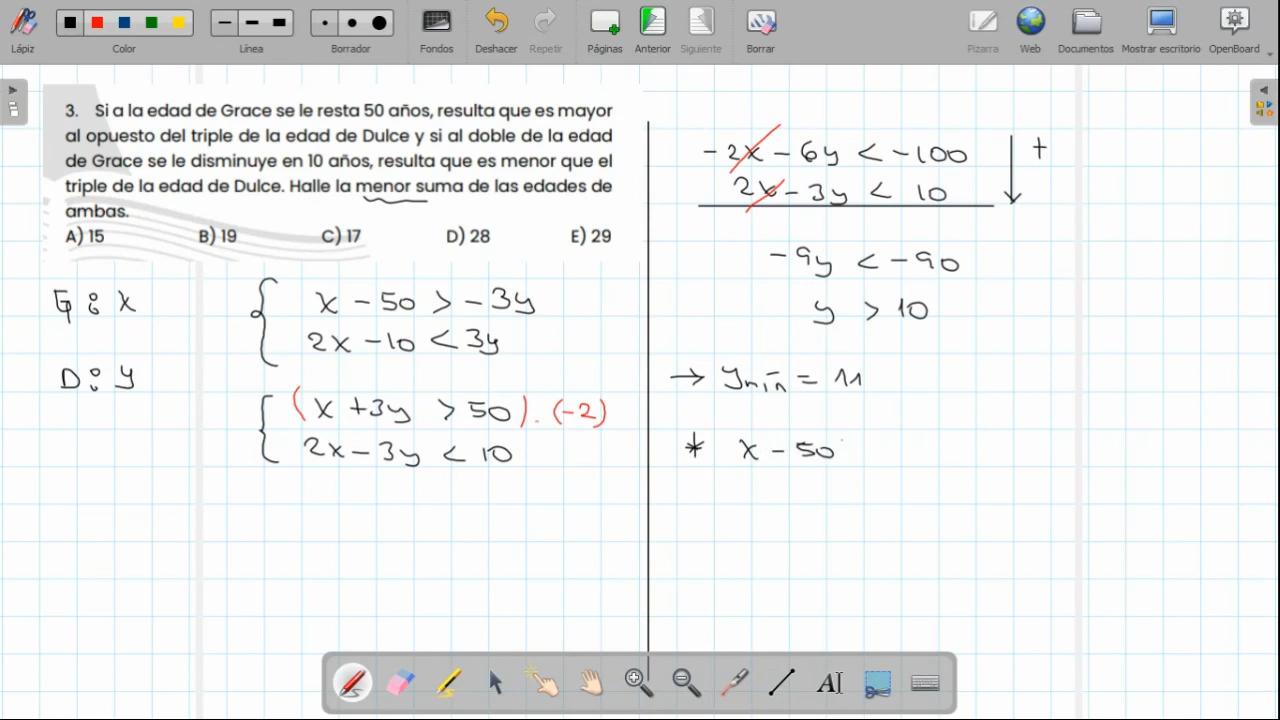 Lápiz
Color
Línea
Borrador
Fondos
Deshacer
Repetir
Páginas
Anterior
Siguiente
Borrar
Pizarra
Web
Documentos
Mostrar escritorio
OpenBoard
3. Si a la edad de Grace se le resta 50 años, resulta que es mayor
al opuesto del triple de la edad de Dulce y si al doble de la edad
de Grace se le disminuye en 10 años, resulta que es menor que el
triple de la edad de Dulce. Halle la menor suma de las edades de
ambas.
A) 15 B) 19 C) 17 D) 28 E) 29
G: x
D: y
x - 50 > -3y
2x - 10 < 3y
(x + 3y > 50) . (-2)
2x - 3y < 10
-2x - 6y < -100
2x - 3y < 10
+
-9y < -90
y > 10
→ y mín = 11
* x - 50
AI